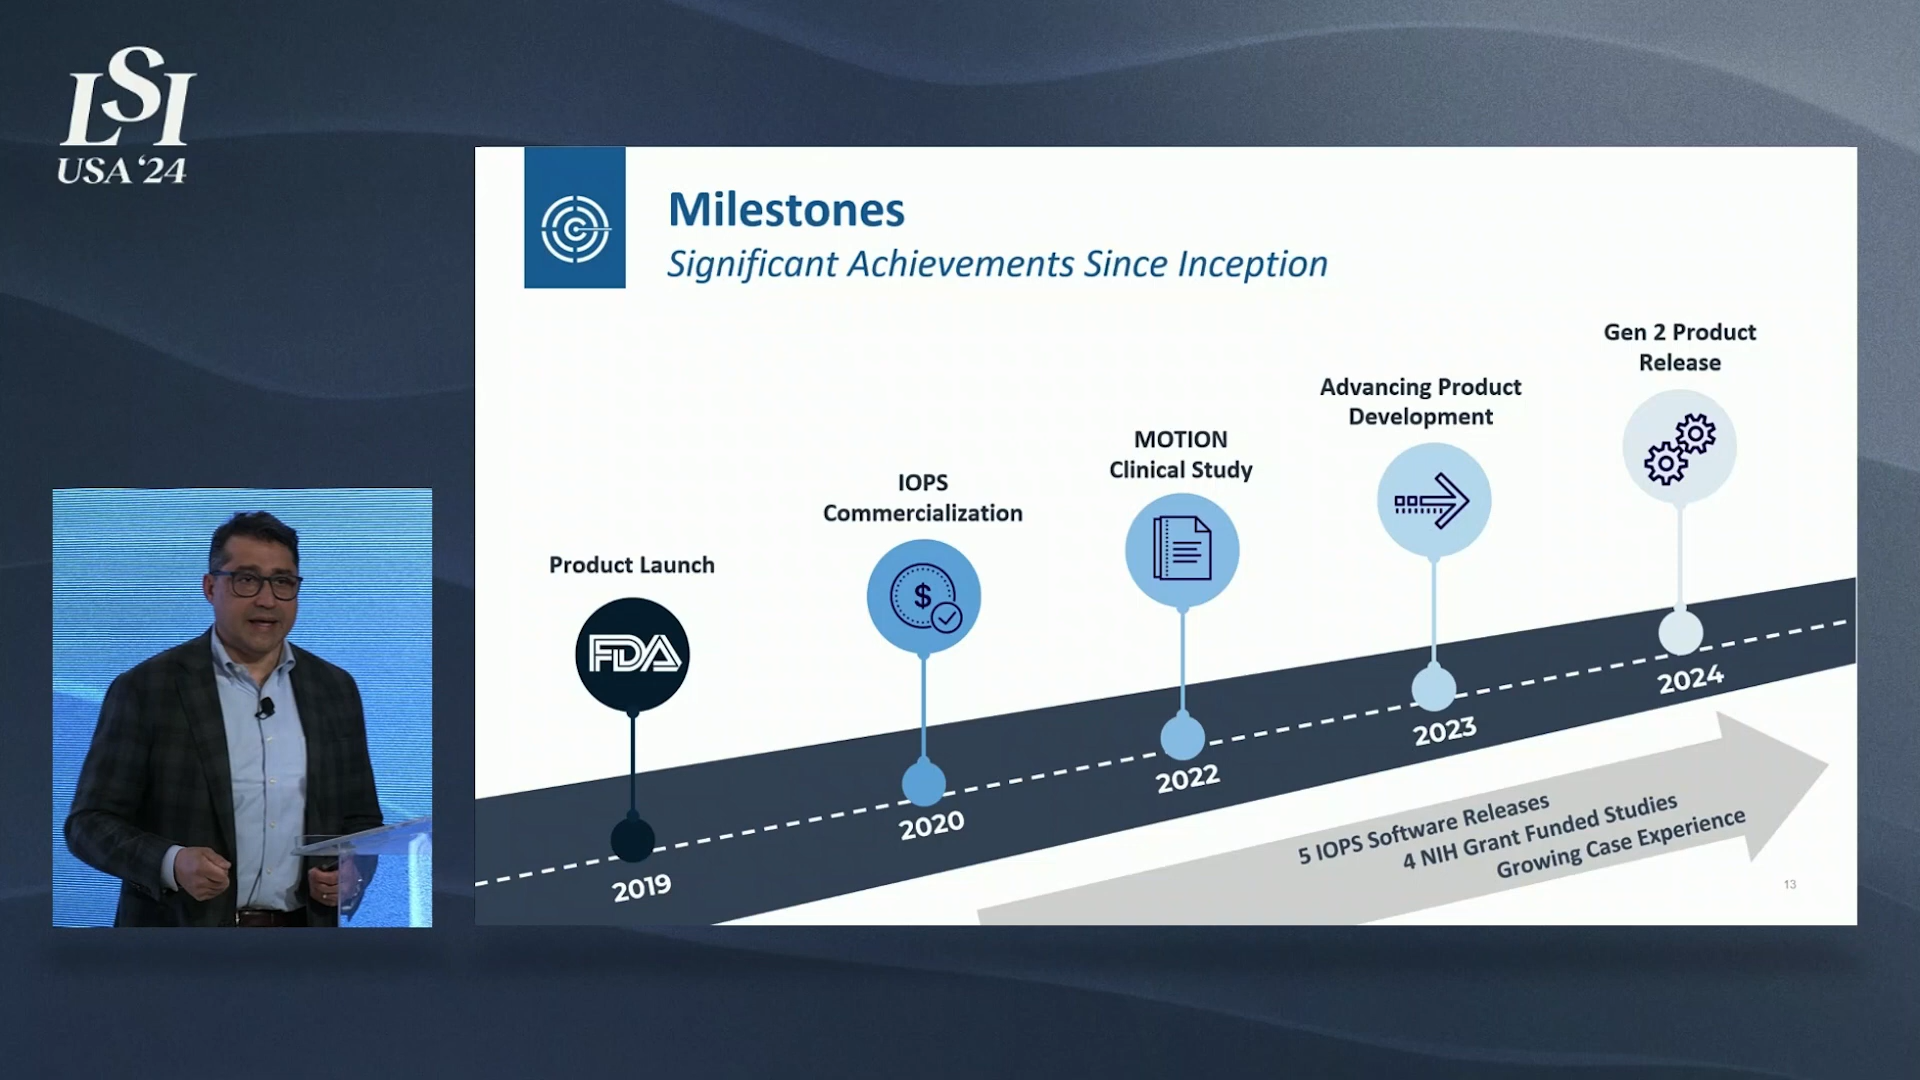 LSI
USA '24
Milestones
Significant Achievements Since Inception
Product Launch
FDA
2019
IOPS
Commercialization
$
2020
MOTION
Clinical Study
2022
Advancing Product
Development
2023
Gen 2 Product
Release
2024
5 IOPS Software Releases
4 NIH Grant Funded Studies
Growing Case Experience
13